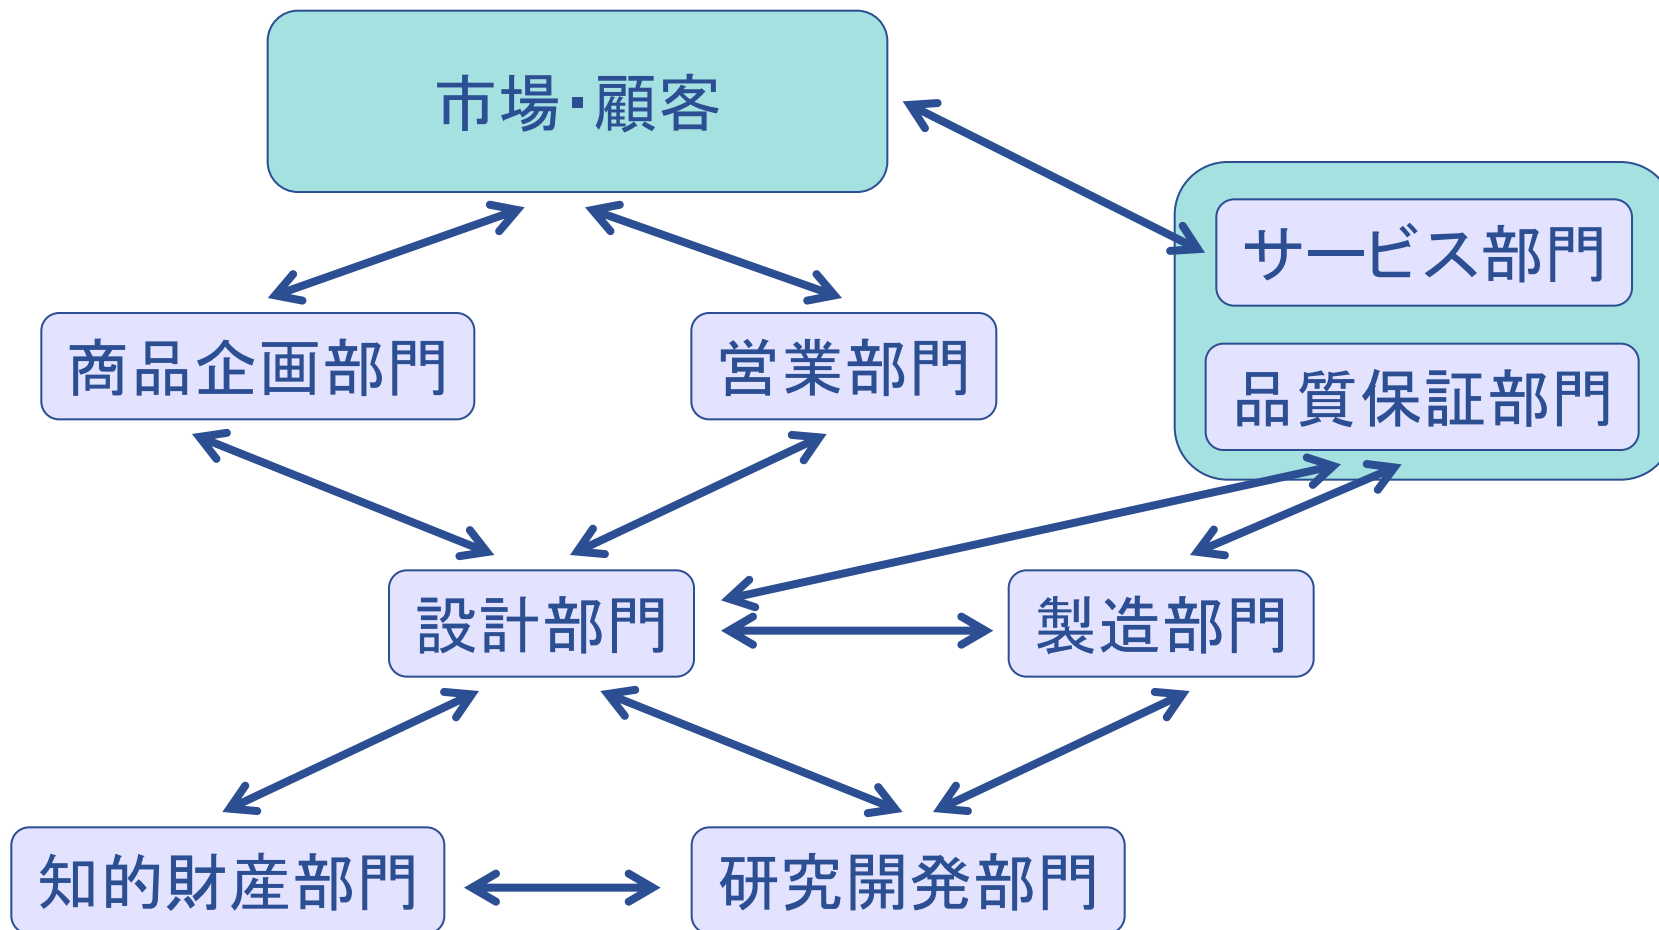 市場・顧客
サービス部門
商品企画部門
営業部門
品質保証部門
設計部門
製造部門
知的財産部門
研究開発部門